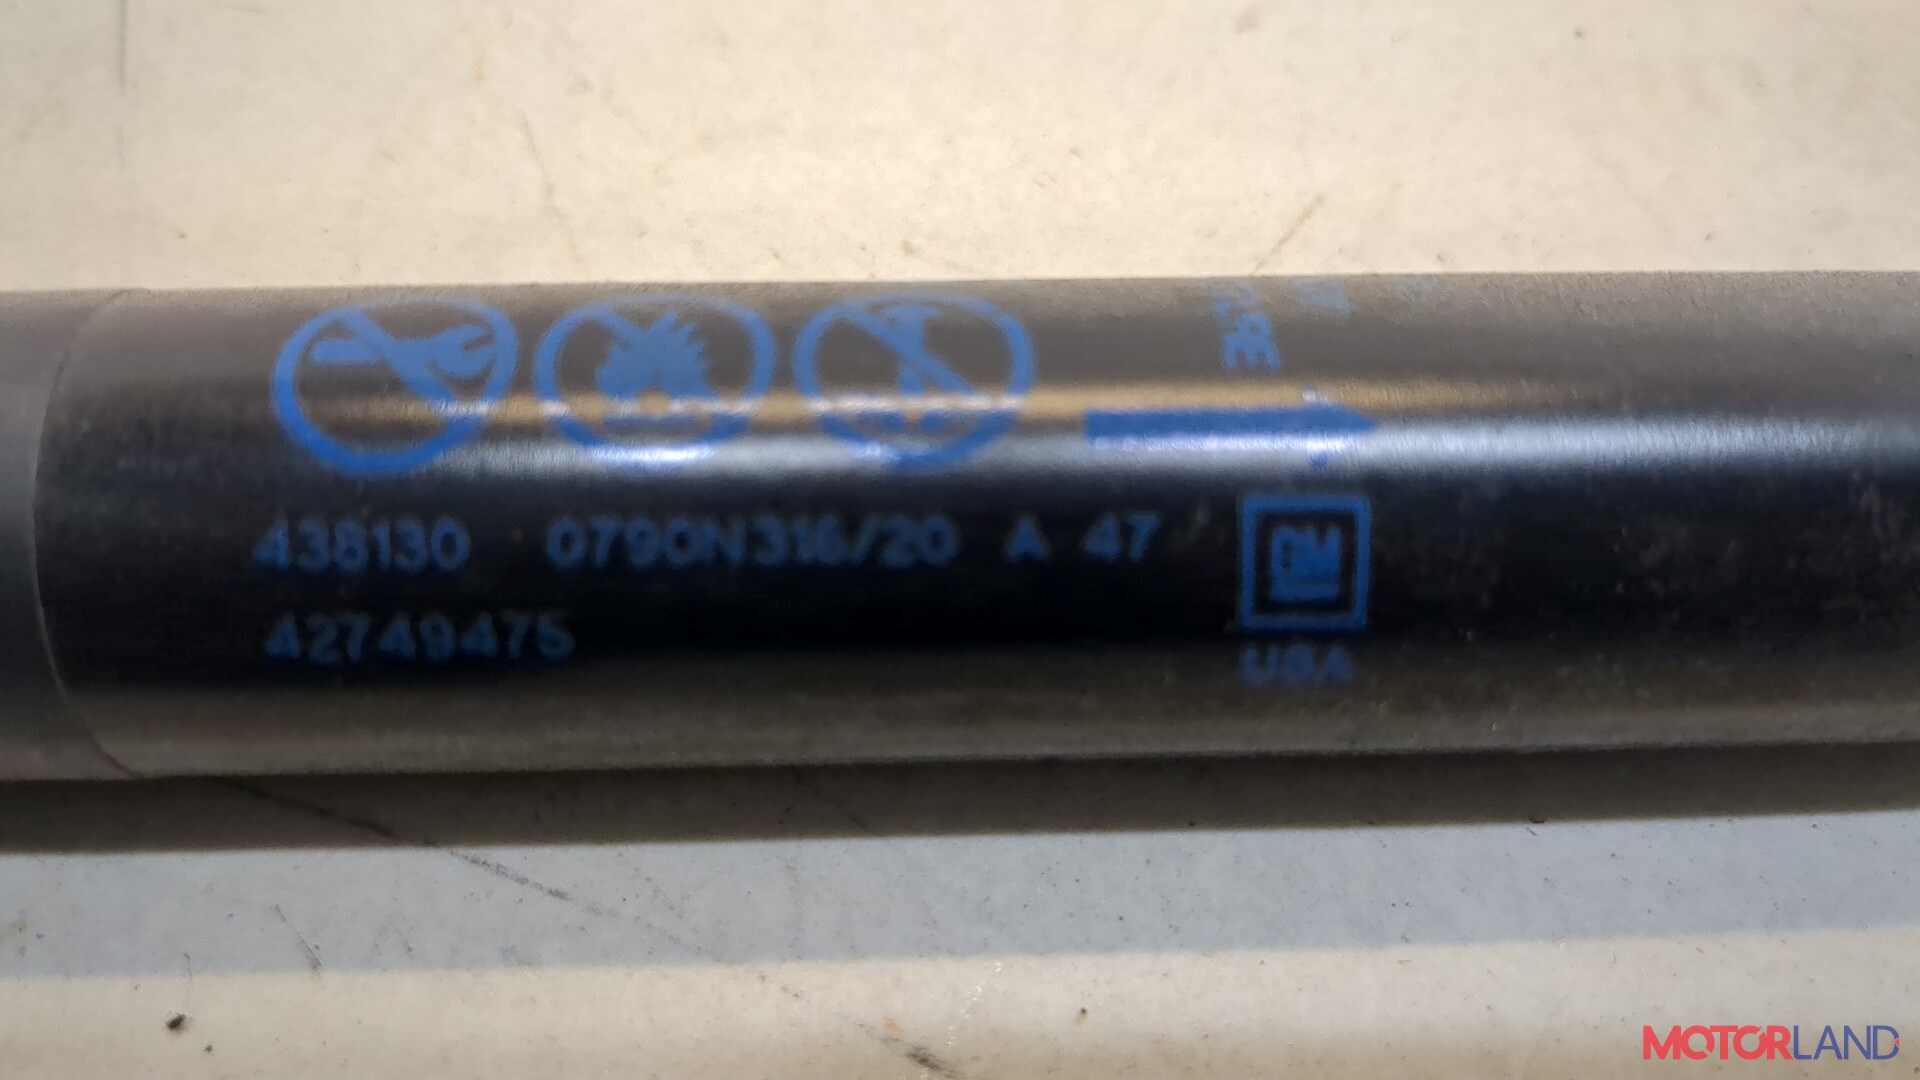 438130 0790N316/20 A 47
42749475
GM
USA
MOTORLAND